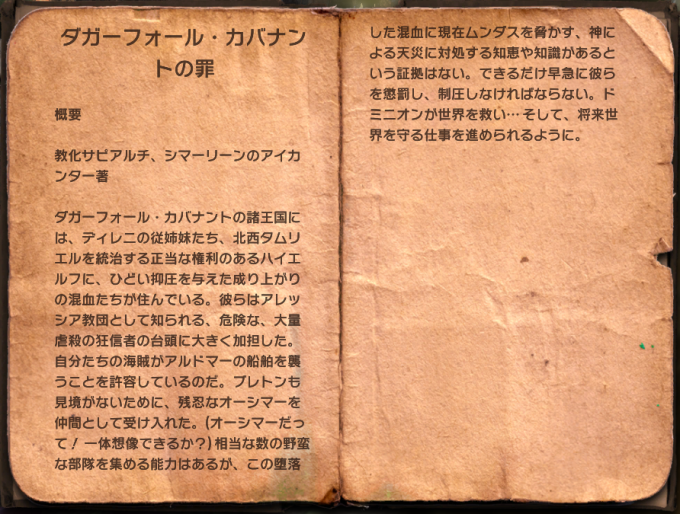 ダガーフォール・カバナン
トの罪
概要
教化サピアルチ、シマーリーンのアイカ
ンター著
ダガーフォール・カバナントの諸王国に
は、ディレニの従姉妹たち、北西タムリ
エルを統治する正当な権利のあるハイエ
ルフに、ひどい抑圧を与えた成り上がり
の混血たちが住んでいる。彼らはアレッ
シア教団として知られる、危険な、大量
虐殺の狂信者の台頭に大きく加担した。
自分たちの海賊がアルドマーの船舶を襲
うことを許容しているのだ。ブレトンも
見境がないために、残忍なオーシマーを
仲間として受け入れた。(オーシマーだっ
て！一体想像できるか？)相当な数の野蛮
な部隊を集める能力はあるが、この堕落
した混血に現在ムンダスを脅かす、神に
よる天災に対処する知恵や知識があると
いう証拠はない。できるだけ早急に彼ら
を懲罰し、制圧しなければならない。ド
ミニオンが世界を救い…そして、将来世
界を守る仕事を進められるように。